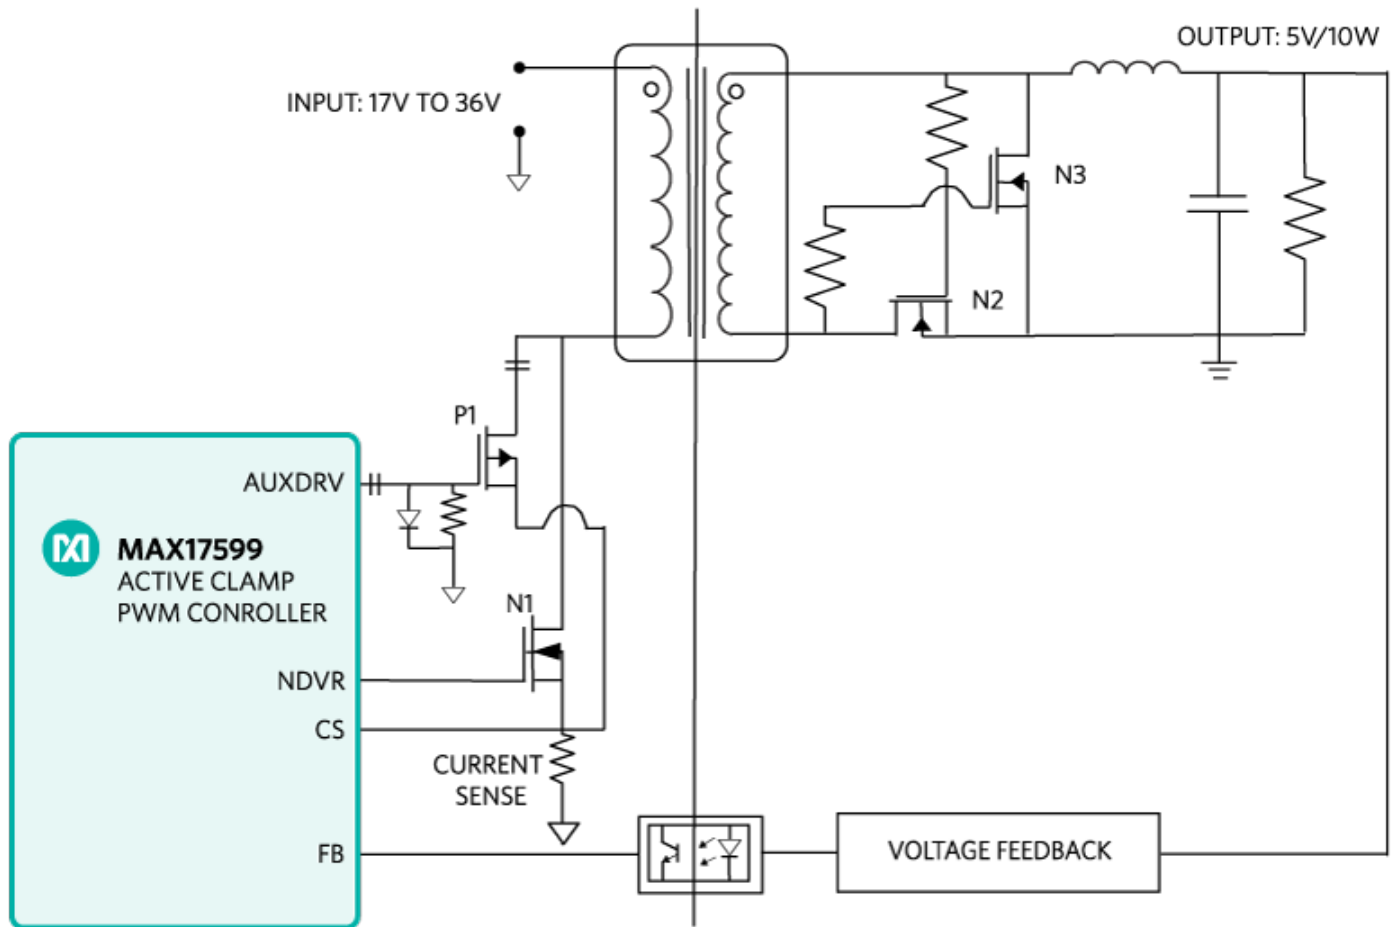 OUTPUT: 5V/10W
INPUT: 17V TO 36V
N3
N2
P1
AUXDRV
MAX17599
ACTIVE CLAMP
PWM CONROLLER
N1
NDVR
CS
CURRENT
SENSE
FB
VOLTAGE FEEDBACK